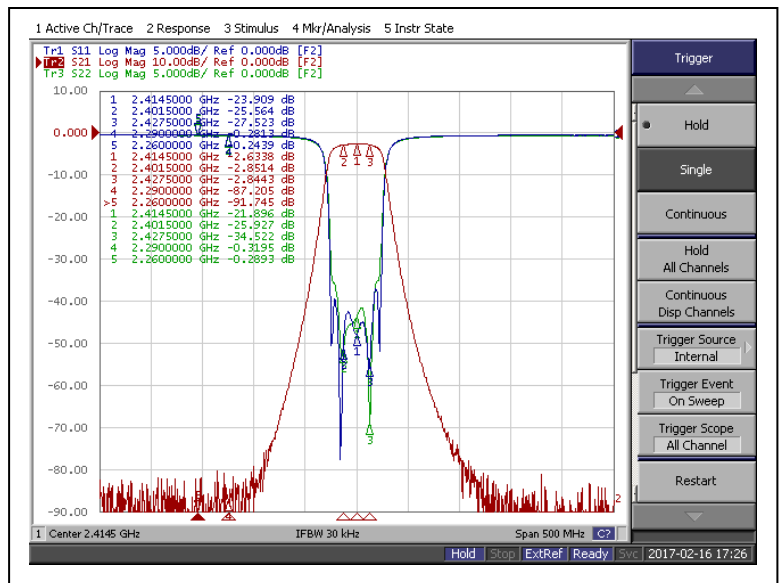 1 Active Ch/Trace 2 Response 3 Stimulus 4 Mkr/Analysis 5 Instr State
Tr1 S11 Log Mag 5.000dB/ Ref 0.000dB [F2]
Tr2 S21 Log Mag 10.00dB/ Ref 0.000dB [F2]
Tr3 S22 Log Mag 5.000dB/ Ref 0.000dB [F2]
10.00
0.000
-10.00
-20.00
-30.00
-40.00
-50.00
-60.00
-70.00
-80.00
-90.00
1 2.4145000 GHz -23.909 dB
2 2.4015000 GHz -25.564 dB
3 2.4275000 GHz -27.523 dB
4 2.2900000 GHz -0.2813 dB
5 2.2600000 GHz -0.2439 dB
1 2.4145000 GHz -2.6338 dB
2 2.4015000 GHz -2.8514 dB
3 2.4275000 GHz -2.8443 dB
4 2.2900000 GHz -87.205 dB
>5 2.2600000 GHz -91.745 dB
1 2.4145000 GHz -21.896 dB
2 2.4015000 GHz -25.927 dB
3 2.4275000 GHz -34.522 dB
4 2.2900000 GHz -0.3195 dB
5 2.2600000 GHz -0.2893 dB
5
4
2 1 3
1
3
4
2
1 Center 2.4145 GHz IFBW 30 kHz Span 500 MHz C?
Trigger
Hold
Single
Continuous
Hold
All Channels
Continuous
Disp Channels
Trigger Source
Internal
Trigger Event
On Sweep
Trigger Scope
All Channel
Restart
Hold Stop ExtRef Ready Svc 2017-02-16 17:26